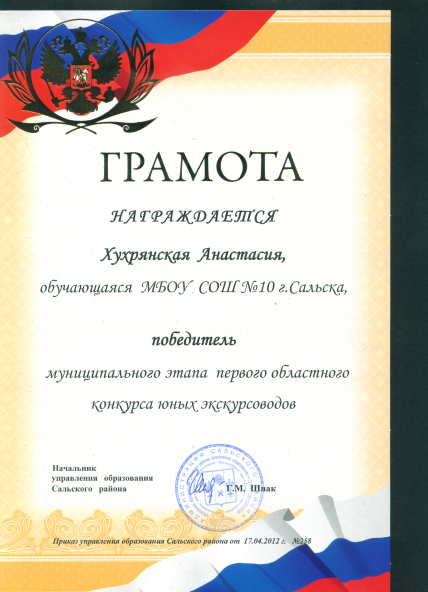 ГРАМОТА
НАГРАЖДАЕТСЯ
Хухрянская Анастасия,
обучающаяся МБОУ СОШ №10 г.Сальска,
победитель
муниципального этапа первого областного
конкурса юных экскурсоводов
Начальник
управления образования
Сальского района Г.М. Шпак
Приказ управления образования Сальского района от 17.04.2012 г. №258